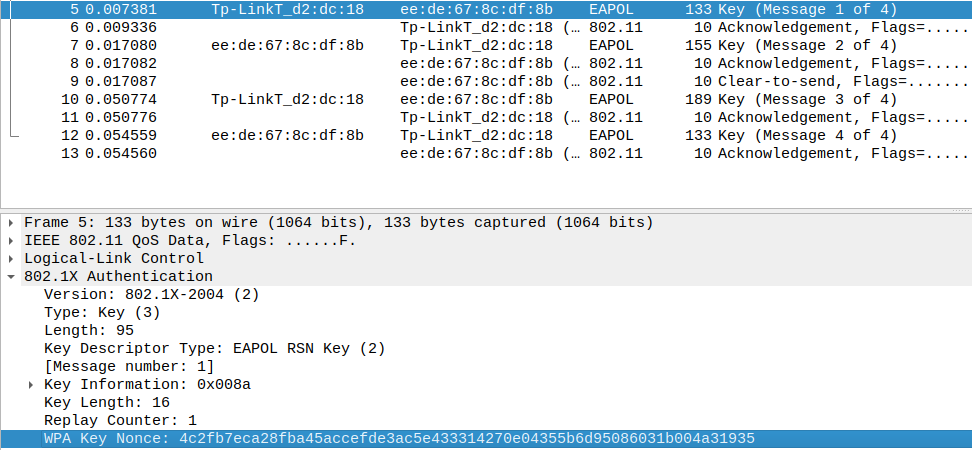 5 0.007381 Tp-LinkT_d2:dc:18 ee:de:67:8c:df:8b EAPOL 133 Key (Message 1 of 4)
6 0.009336 Tp-LinkT_d2:dc:18 (… 802.11 10 Acknowledgement, Flags=.....
7 0.017080 ee:de:67:8c:df:8b Tp-LinkT_d2:dc:18 EAPOL 155 Key (Message 2 of 4)
8 0.017082 ee:de:67:8c:df:8b (… 802.11 10 Acknowledgement, Flags=.....
9 0.017087 ee:de:67:8c:df:8b (… 802.11 10 Clear-to-send, Flags=.......
10 0.050774 Tp-LinkT_d2:dc:18 ee:de:67:8c:df:8b EAPOL 189 Key (Message 3 of 4)
11 0.050776 Tp-LinkT_d2:dc:18 (… 802.11 10 Acknowledgement, Flags=.....
12 0.054559 ee:de:67:8c:df:8b Tp-LinkT_d2:dc:18 EAPOL 133 Key (Message 4 of 4)
13 0.054560 ee:de:67:8c:df:8b (… 802.11 10 Acknowledgement, Flags=.....
Frame 5: 133 bytes on wire (1064 bits), 133 bytes captured (1064 bits)
IEEE 802.11 QoS Data, Flags: ......F.
Logical-Link Control
802.1X Authentication
Version: 802.1X-2004 (2)
Type: Key (3)
Length: 95
Key Descriptor Type: EAPOL RSN Key (2)
[Message number: 1]
Key Information: 0x008a
Key Length: 16
Replay Counter: 1
WPA Key Nonce: 4c2fb7eca28fba45accefde3ac5e433314270e04355b6d95086031b004a31935